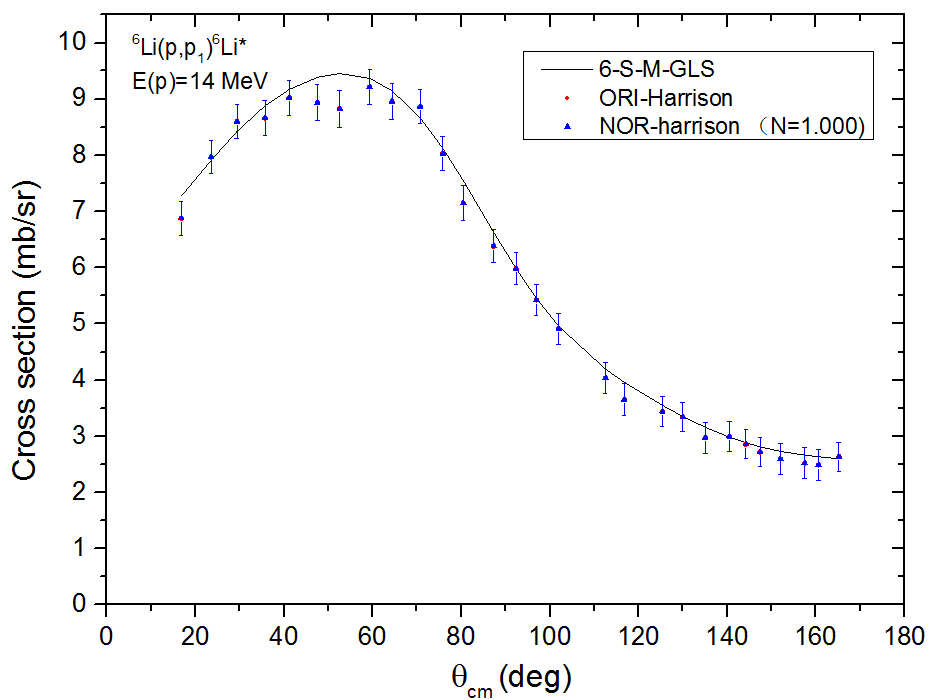 10
9
8
7
6
5
4
3
2
1
0
Cross section (mb/sr)
⁶Li(p,p₁)⁶Li*
E(p)=14 MeV
6-S-M-GLS
ORI-Harrison
NOR-harrison （N=1.000)
0 20 40 60 80 100 120 140 160 180
θcm (deg)